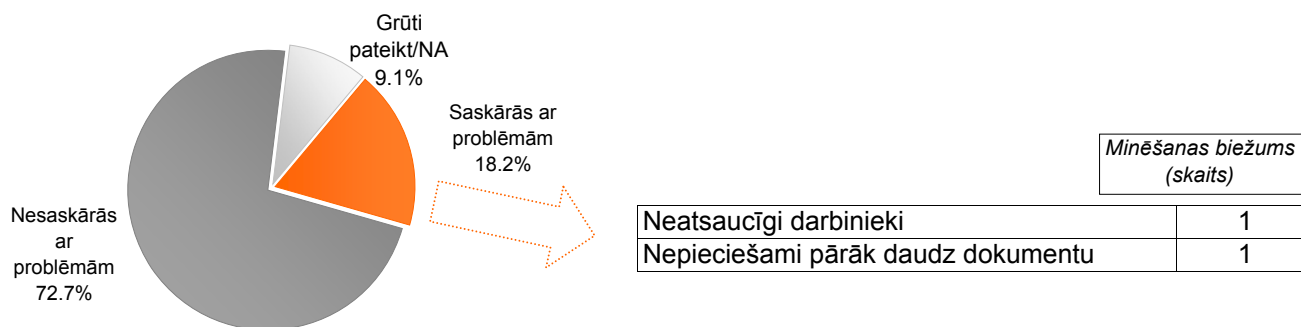 Grūti
pateikt/NA
9.1%
Saskārās ar
problēmām
18.2%
Nesaskārās
ar
problēmām
72.7%
Minēšanas biežums
(skaits)
Neatsaucīgi darbinieki 1
Nepieciešami pārāk daudz dokumentu 1